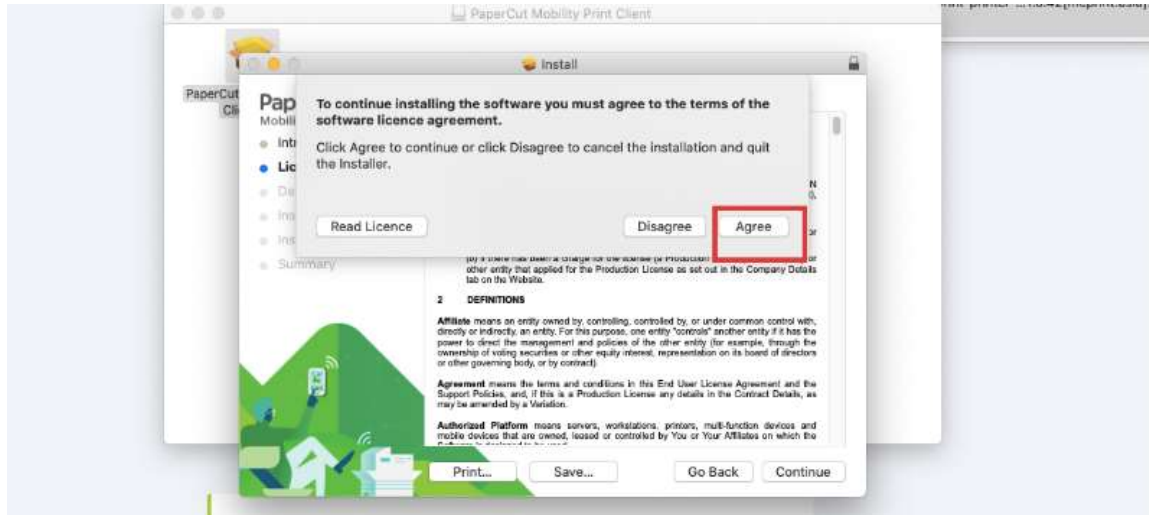 PaperCut Mobility Print Client
Install
PaperCut
Pap
Mobili
To continue installing the software you must agree to the terms of the
software licence agreement.
Click Agree to continue or click Disagree to cancel the installation and quit
the Installer.
Read Licence
Disagree
Agree
Intr
Lic
De
Ins
Ins
Summary
other entity that applied for the Production License as set out in the Company Details
tab on the Website.
2 DEFINITIONS
Affiliate means an entity owned by, controlling, controlled by, or under common control with,
directly or indirectly, an entity. For this purpose, one entity "controls" another entity if it has the
power to direct the management and policies of the other entity (for example, through the
ownership of voting securities or other equity interest, representation on its board of directors
or other governing body, or by contract).
Agreement means the terms and conditions in this End User License Agreement and the
Support Policies, and, if this is a Production License any details in the Contract Details, as
may be amended by a Variation.
Authorized Platform means servers, workstations, printers, multi-function devices and
mobile devices that are owned, leased or controlled by You or Your Affiliates on which the
Print...
Save...
Go Back
Continue